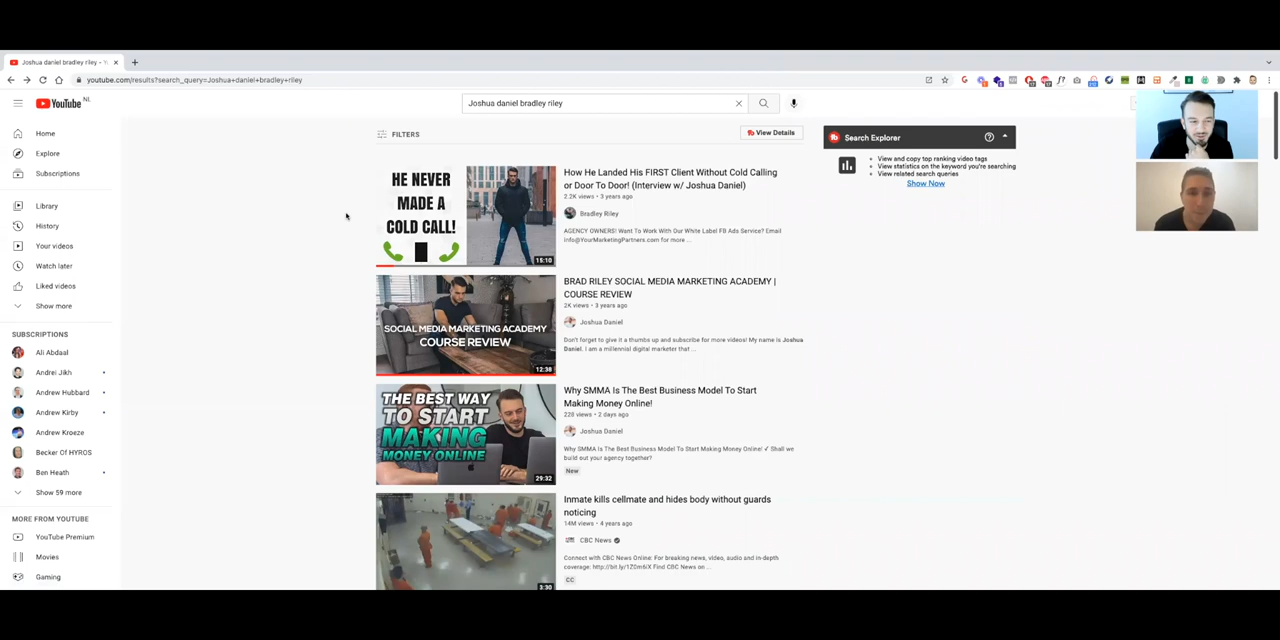 Joshua daniel bradley riley - Y
youtube.com/results?search_query=Joshua+daniel+bradley+riley
YouTube NL
Joshua daniel bradley riley
Home
Explore
Subscriptions
Library
History
Your videos
Watch later
Liked videos
Show more
SUBSCRIPTIONS
Ali Abdaal
Andrei Jikh
Andrew Hubbard
Andrew Kirby
Andrew Kroeze
Becker Of HYROS
Ben Heath
Show 59 more
MORE FROM YOUTUBE
YouTube Premium
Movies
Gaming
FILTERS
View Details
HE NEVER
MADE A
COLD CALL!
15:10
How He Landed His FIRST Client Without Cold Calling
or Door To Door! (Interview w/ Joshua Daniel)
2.2K views • 3 years ago
Bradley Riley
AGENCY OWNERS! Want To Work With Our White Label FB Ads Service? Email
Info@YourMarketingPartners.com for more ...
SOCIAL MEDIA MARKETING ACADEMY
COURSE REVIEW
12:38
BRAD RILEY SOCIAL MEDIA MARKETING ACADEMY |
COURSE REVIEW
2K views • 3 years ago
Joshua Daniel
Don't forget to give it a thumbs up and subscribe for more videos! My name is Joshua
Daniel. I am a millennial digital marketer that ...
THE BEST WAY
TO START
MAKING
MONEY ONLINE
29:32
Why SMMA Is The Best Business Model To Start
Making Money Online!
228 views • 2 days ago
Joshua Daniel
Why SMMA Is The Best Business Model To Start Making Money Online! ✓ Shall we
build out your agency together?
New
3:30
Inmate kills cellmate and hides body without guards
noticing
14M views • 4 years ago
CBC News
Connect with CBC News Online: For breaking news, video, audio and in-depth
coverage: http://bit.ly/1Z0m6iX Find CBC News on ...
CC
Search Explorer
View and copy top ranking video tags
View statistics on the keyword you're searching
View related search queries
Show Now